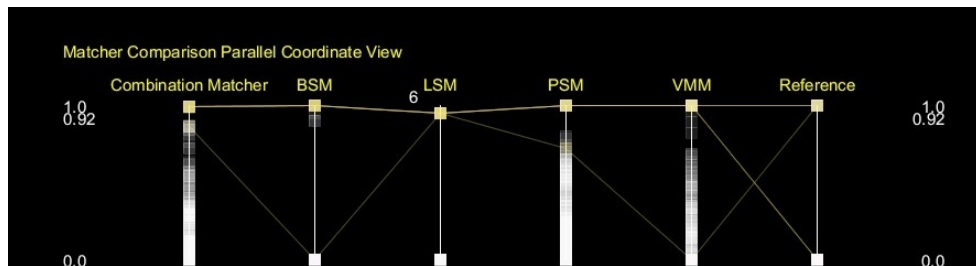 Matcher Comparison Parallel Coordinate View
Combination Matcher BSM LSM PSM VMM Reference
6
1.0 1.0
0.92 0.92
0.0 0.0